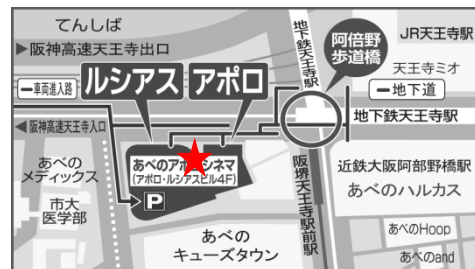 てんしば
▶阪神高速天王寺出口
地下鉄天王寺駅
阿倍野
歩道橋
JR天王寺駅
天王寺ミオ
━車両進入路
ルシアス
アポロ
━地下道
◀阪神高速天王寺入口
地下鉄天王寺駅
あべの
メディックス
あべのアポロシネマ
(アポロ・ルシアスビル4F)
P
阪堺天王寺駅前駅
近鉄大阪阿部野橋駅
あべのハルカス
市大
医学部
あべの
キューズタウン
あべのHoop
あべのand